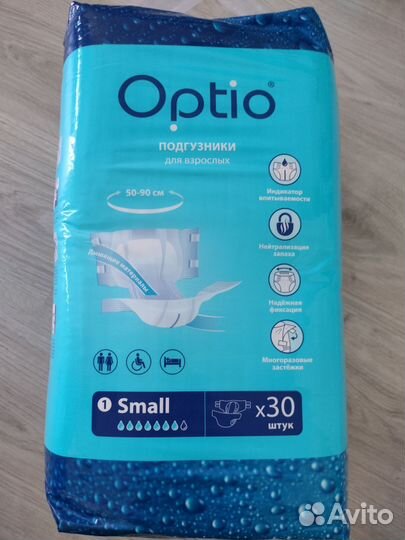 Optio®
ПОДГУЗНИКИ
для взрослых
50-90 см
Дышащие материалы
Индикатор
впитываемости
Нейтрализация
запаха
Надёжная
фиксация
Многоразовые
застёжки
1 Small
x30
штук
Avito